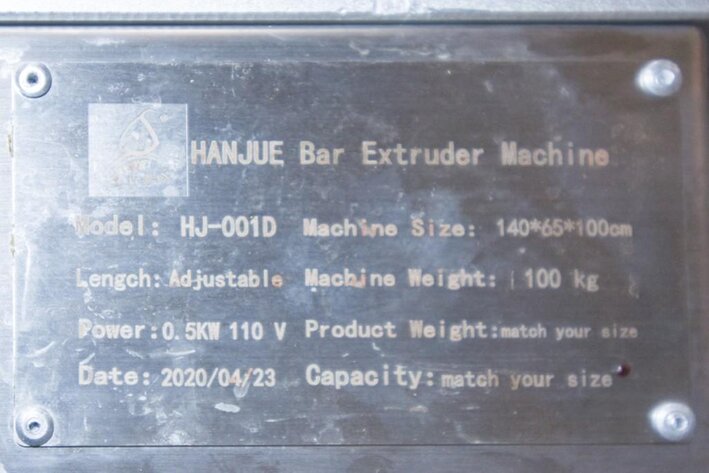 HANJUE Bar Extruder Machine
Model: HJ-001D Machine Size: 140*65*100cm
Lengch: Adjustable Machine Weight: 100 kg
Power: 0.5KW 110 V Product Weight: match your size
Date: 2020/04/23 Capacity: match your size